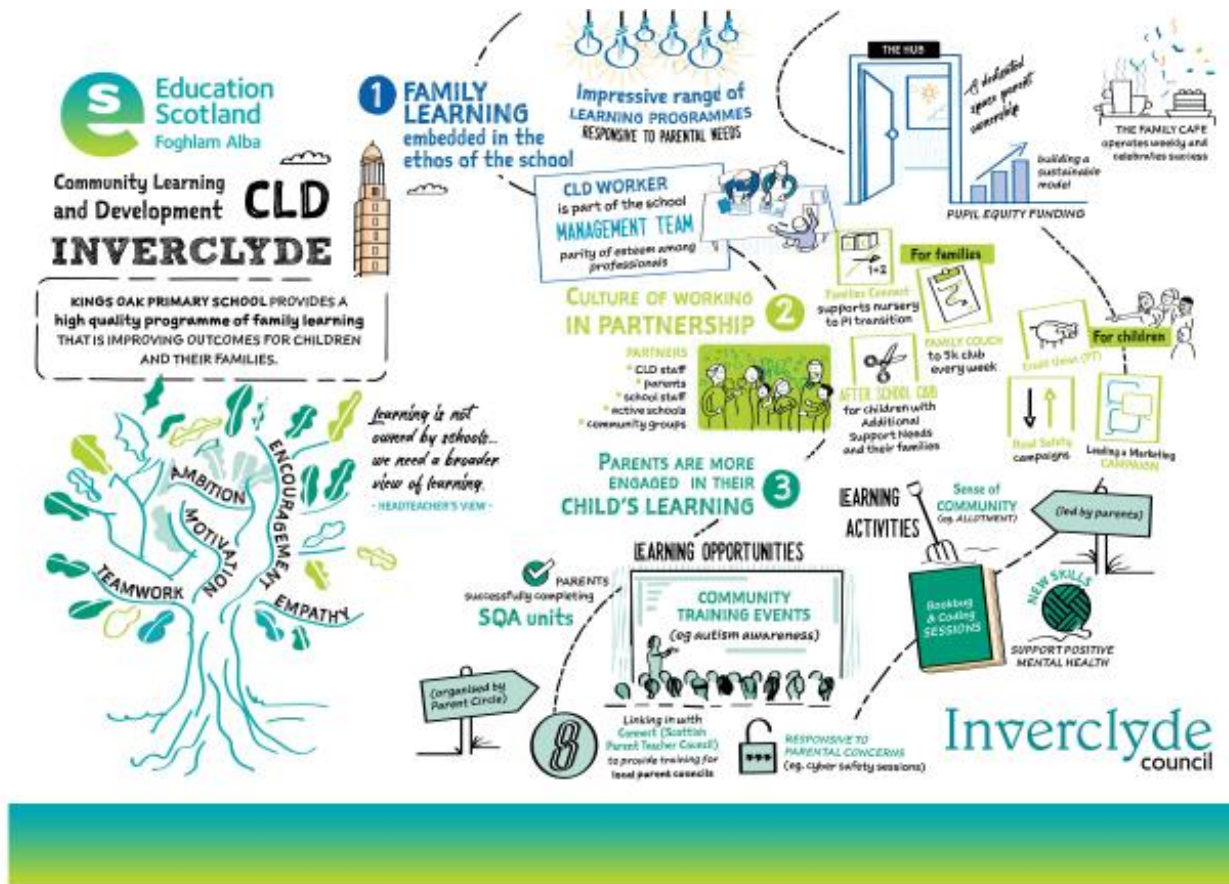 Education
Scotland
Foghlam Alba
Community Learning
and Development
CLD
INVERCLYDE
KINGS OAK PRIMARY SCHOOL PROVIDES A
high quality programme of family learning
THAT IS IMPROVING OUTCOMES FOR CHILDREN
AND THEIR FAMILIES.
AMBITION
ENCOURAGEMENT
MOTIVATION
TEAMWORK
EMPATHY
Learning is not
owned by schools...
we need a broader
view of learning.
- HEADTEACHER'S VIEW -
1
FAMILY
LEARNING
embedded in the
ethos of the school
Impressive range of
LEARNING PROGRAMMES
RESPONSIVE TO PARENTAL NEEDS
CLD WORKER
is part of the school
MANAGEMENT TEAM
parity of esteem among
professionals
THE HUB
A dedicated
space parent
ownership
building a
sustainable
model
PUPIL EQUITY FUNDING
THE FAMILY CAFE
operates weekly and
celebrates success
CULTURE OF WORKING
IN PARTNERSHIP
2
PARTNERS
* CLD staff
* parents
* school staff
* active schools
* community groups
For families
1+2
Families Connect
supports nursery
to P1 transition
FAMILY COUCH
to 5k club
every week
AFTER SCHOOL CLUB
for children with
Additional
Support Needs
and their families
For children
Road Safety
campaigns
Leading a Marketing
CAMPAIGN
PARENTS ARE MORE
ENGAGED IN THEIR
CHILD'S LEARNING
3
LEARNING OPPORTUNITIES
PARENTS
successfully completing
SQA units
COMMUNITY
TRAINING EVENTS
(eg autism awareness)
(organised by
Parent Circle)
Linking in with
Connect (Scottish
Parent Teacher Council)
to provide training for
local parent councils
RESPONSIVE TO
PARENTAL CONCERNS
(eg. cyber safety sessions)
LEARNING
ACTIVITIES
Sense of
COMMUNITY
(eg. ALLOTMENT)
(led by parents)
Bookbug
& Coding
SESSIONS
NEW SKILLS
SUPPORT POSITIVE
MENTAL HEALTH
Inverclyde
council